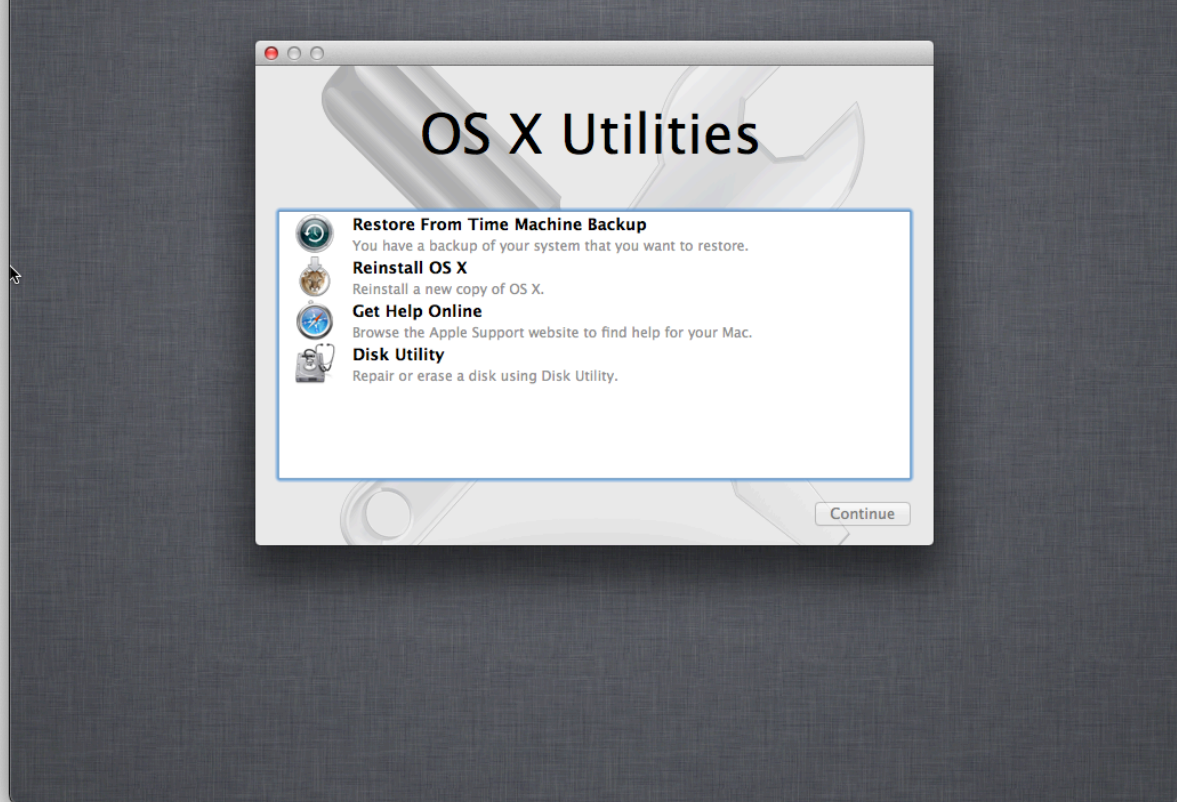 OS X Utilities
Restore From Time Machine Backup
You have a backup of your system that you want to restore.
Reinstall OS X
Reinstall a new copy of OS X.
Get Help Online
Browse the Apple Support website to find help for your Mac.
Disk Utility
Repair or erase a disk using Disk Utility.
Continue